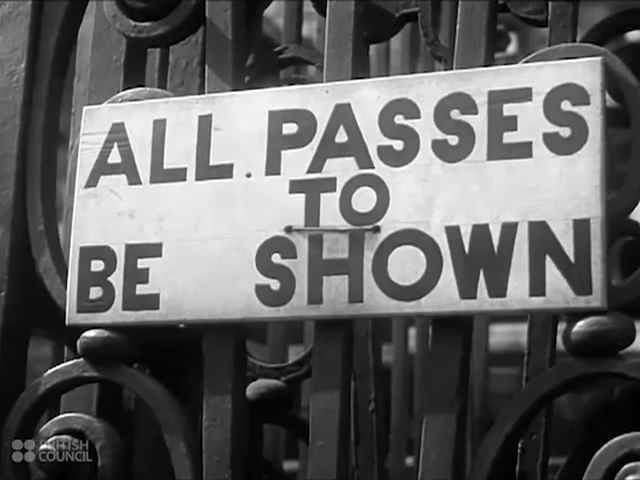 ALL PASSES
TO
BE SHOWN
BRITISH
COUNCIL